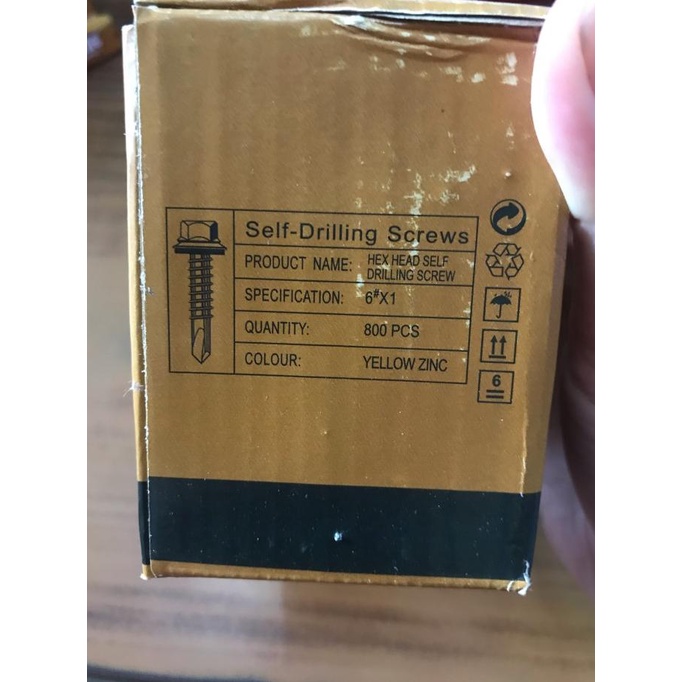 Self-Drilling Screws
PRODUCT NAME: HEX HEAD SELF
DRILLING SCREW
SPECIFICATION: 6#X1
QUANTITY: 800 PCS
COLOUR: YELLOW ZINC
6